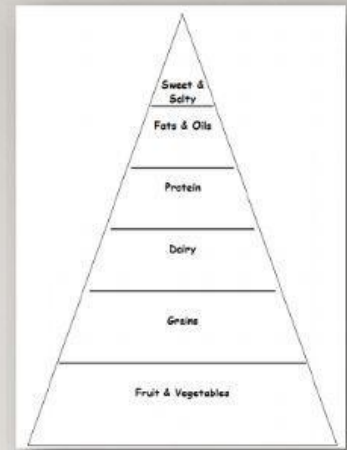 Sweet &
Salty
Fats & Oils
Protein
Dairy
Grains
Fruit & Vegetables